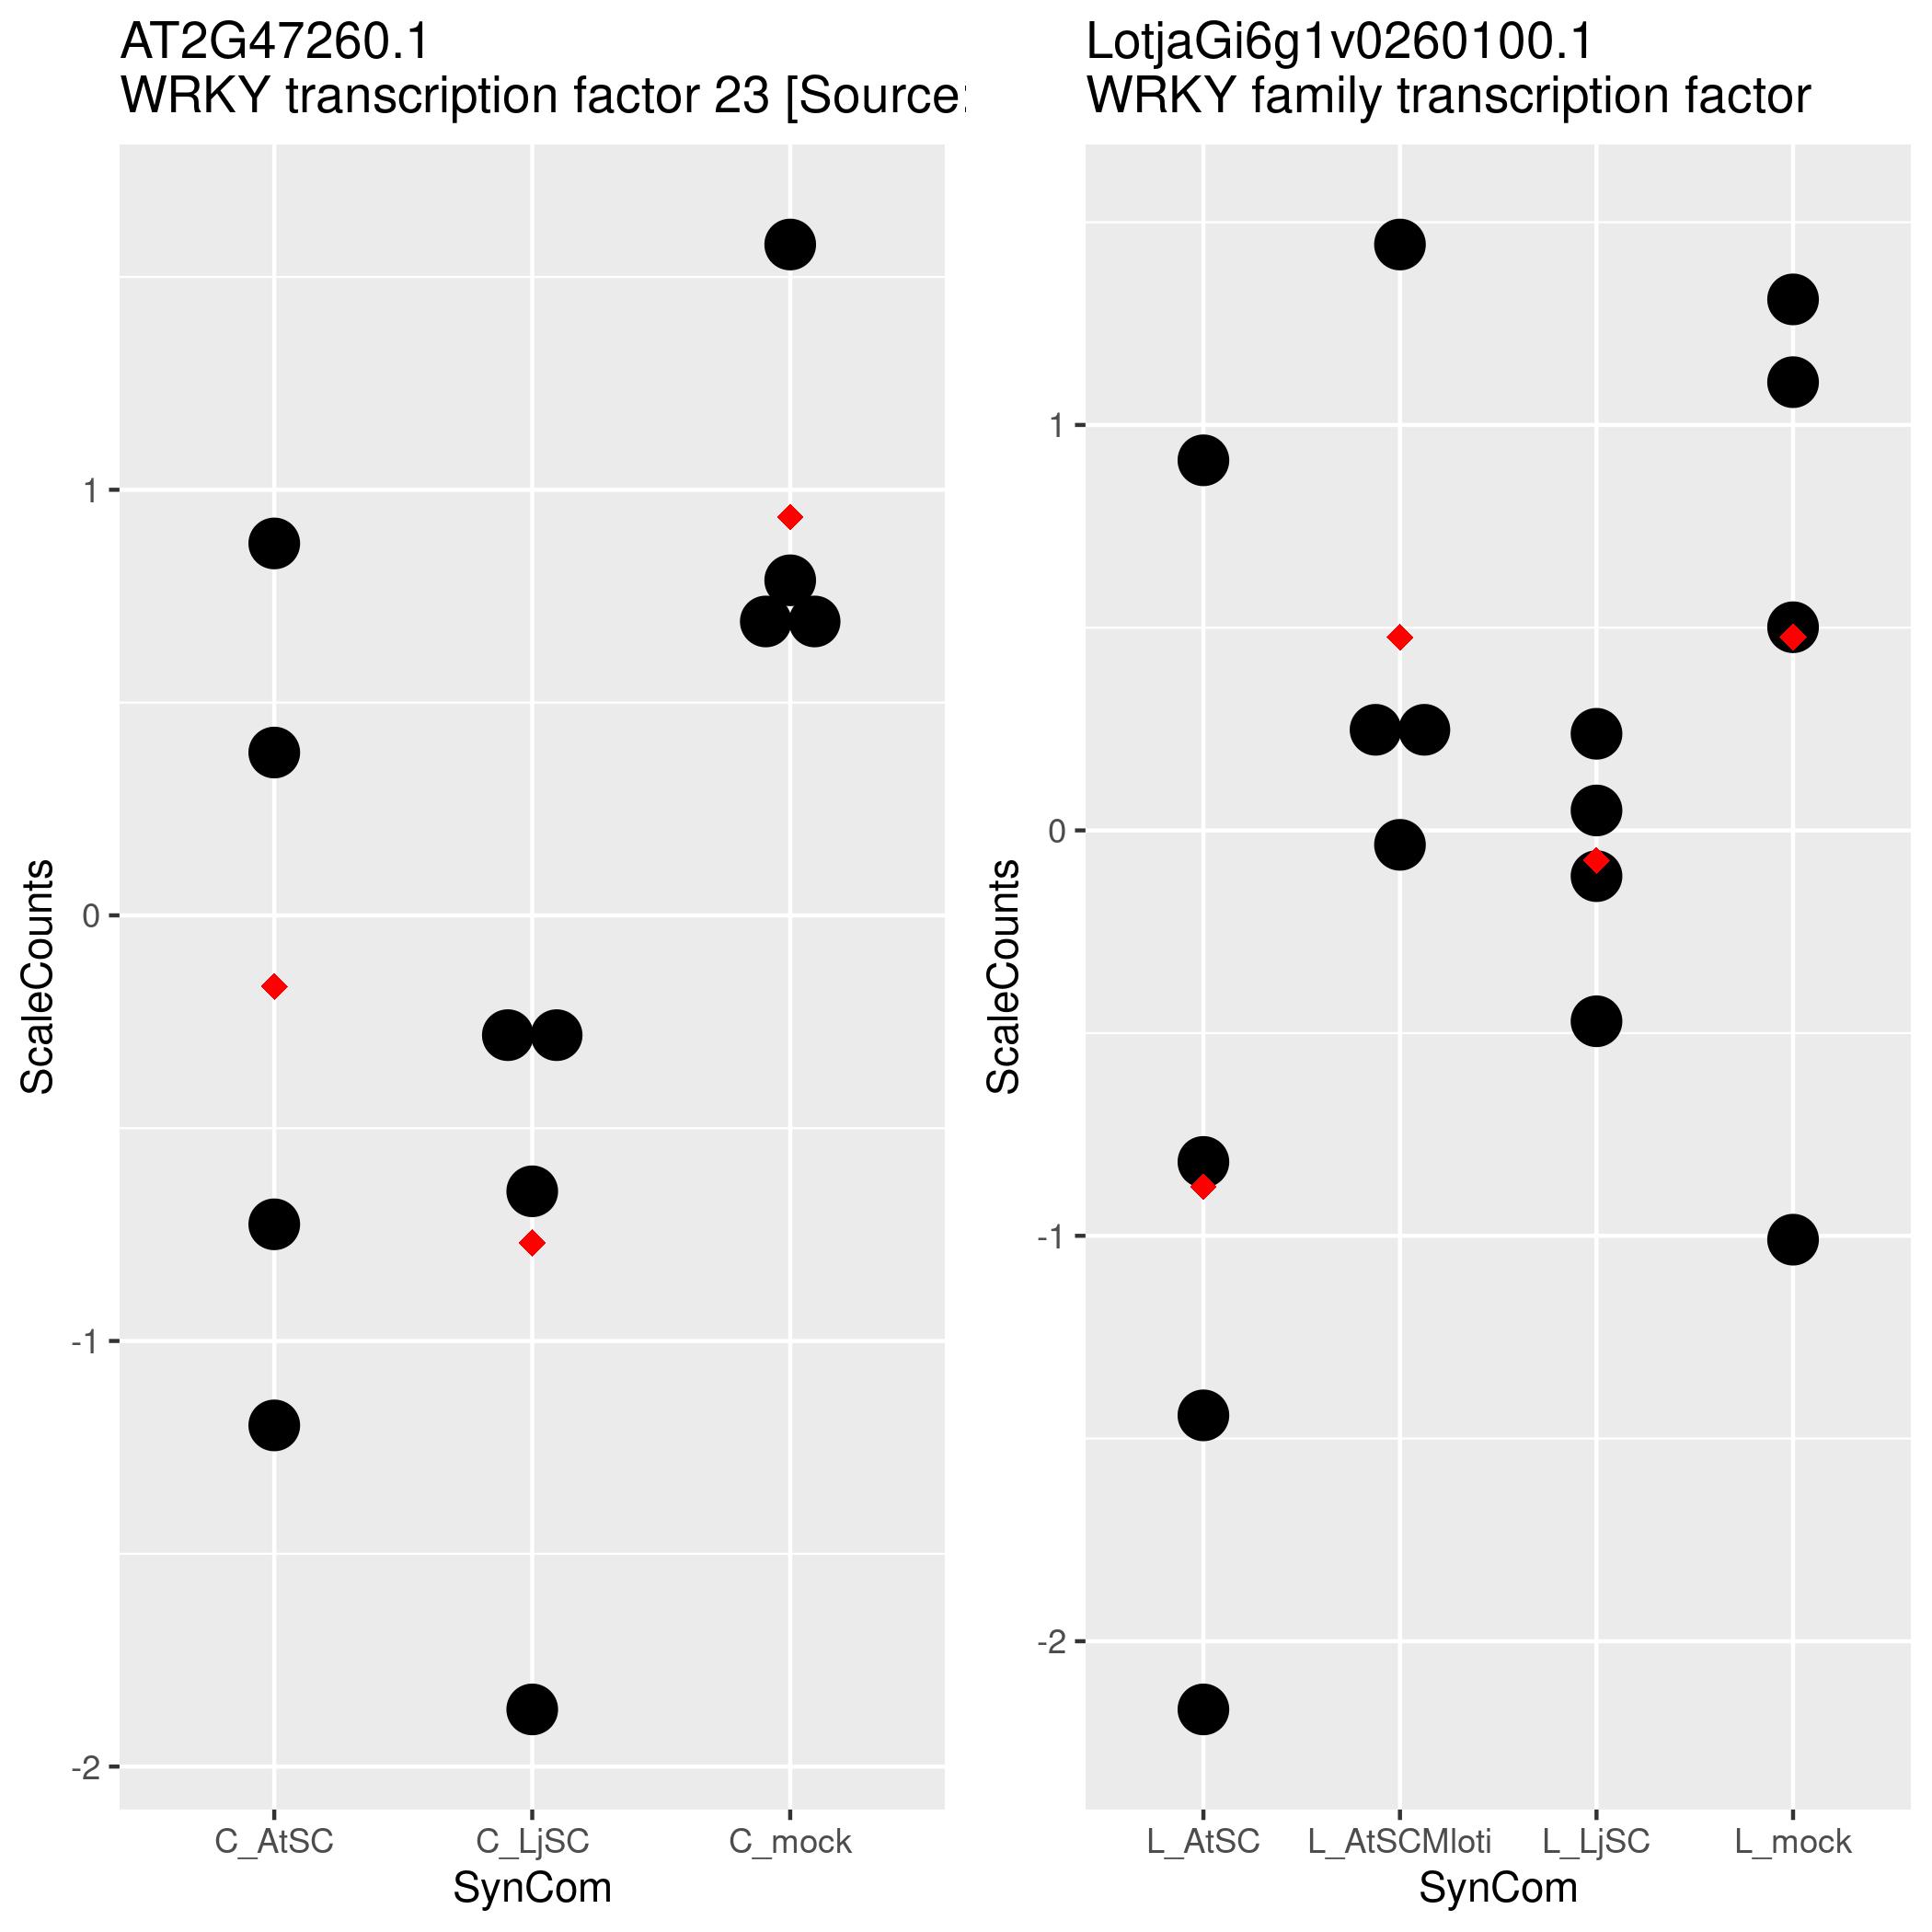 AT2G47260.1
WRKY transcription factor 23 [Source:
ScaleCounts
1
0
-1
-2
C_AtSC C_LjSC C_mock
SynCom
LotjaGi6g1v0260100.1
WRKY family transcription factor
ScaleCounts
1
0
-1
-2
L_AtSC L_AtSCMloti L_LjSC L_mock
SynCom